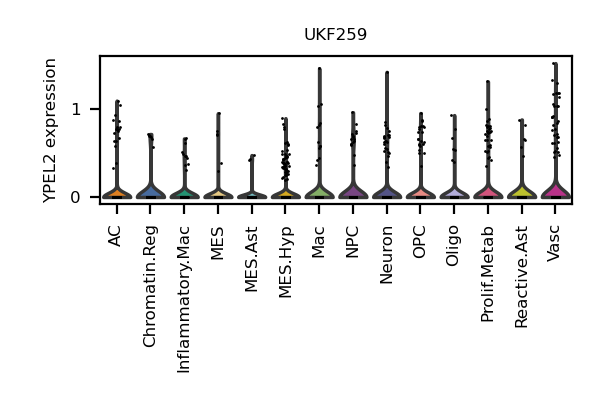 UKF259
YPEL2 expression
1
0
AC
Chromatin.Reg
Inflammatory.Mac
MES
MES.Ast
MES.Hyp
Mac
NPC
Neuron
OPC
Oligo
Prolif.Metab
Reactive.Ast
Vasc